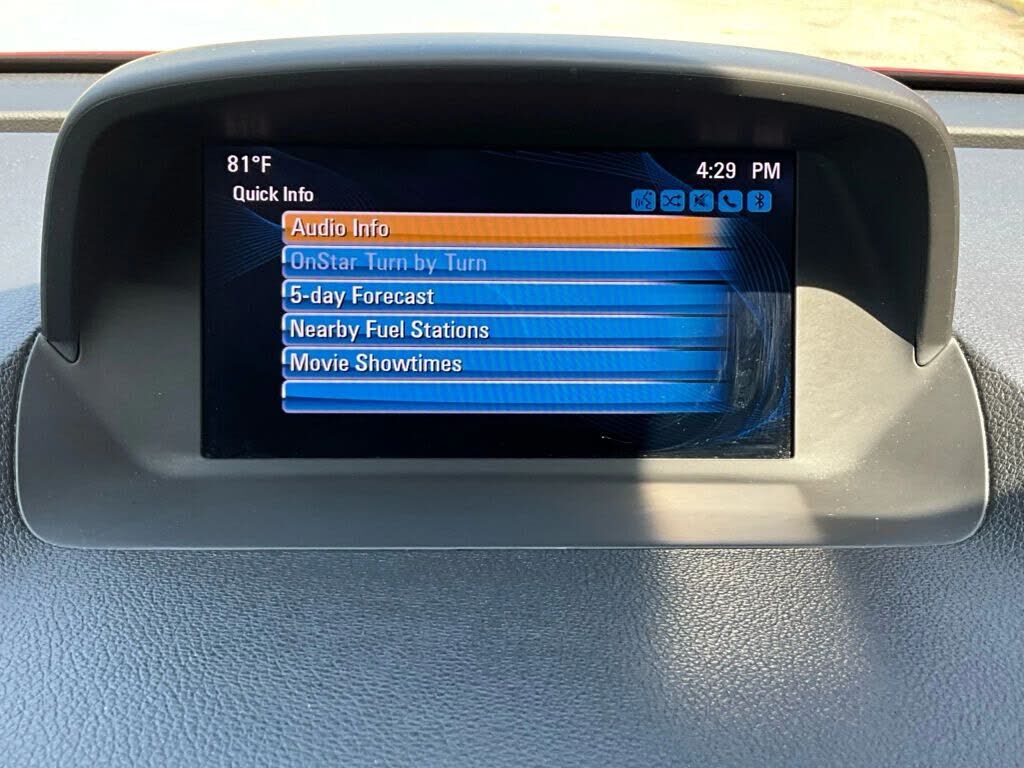 81°F
4:29 PM
Quick Info
Audio Info
OnStar Turn by Turn
5-day Forecast
Nearby Fuel Stations
Movie Showtimes